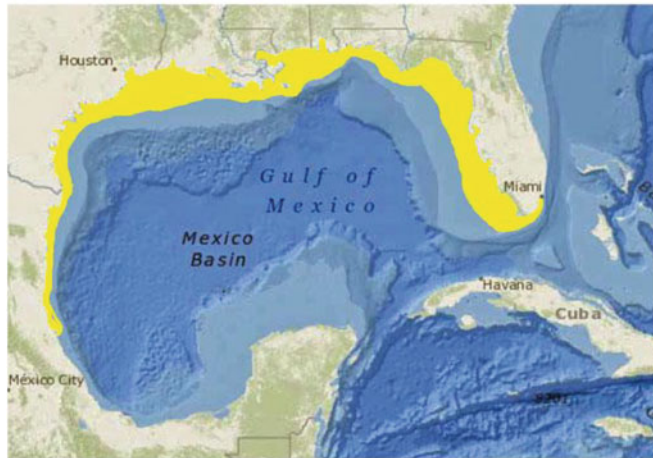 Houston
Gulf of
Mexico
Miami
Mexico
Basin
Havana
Cuba
México City